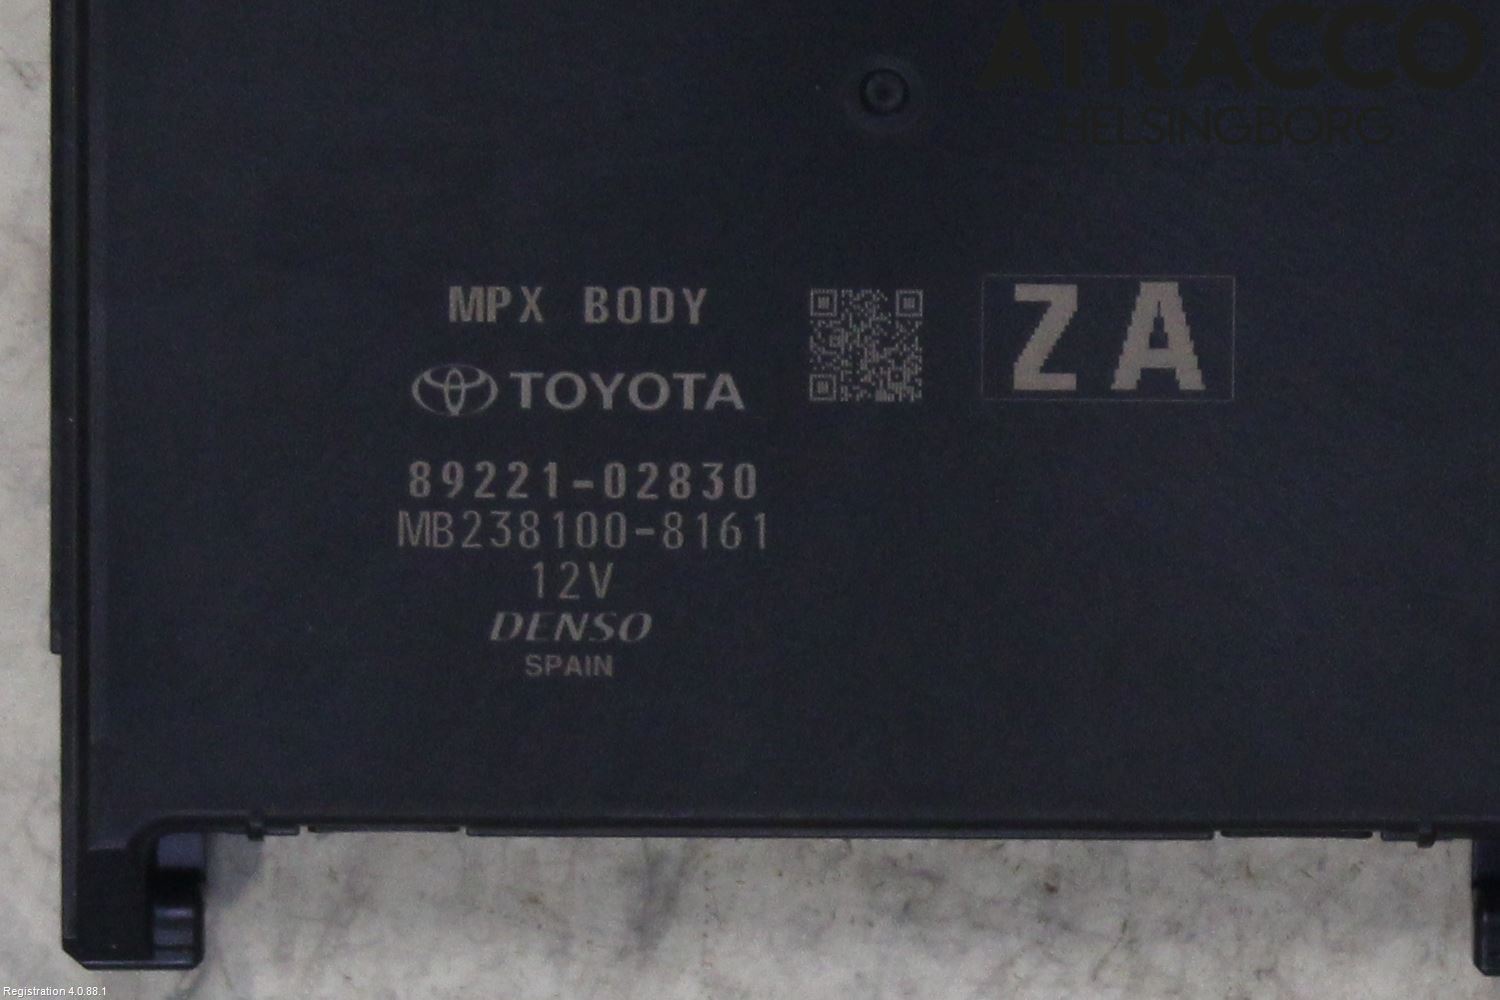 ATRACCO
HELSINGBORG
MPX BODY
ZA
TOYOTA
89221-02830
MB238100-8161
12V
DENSO
SPAIN
Registration 4.0.88.1